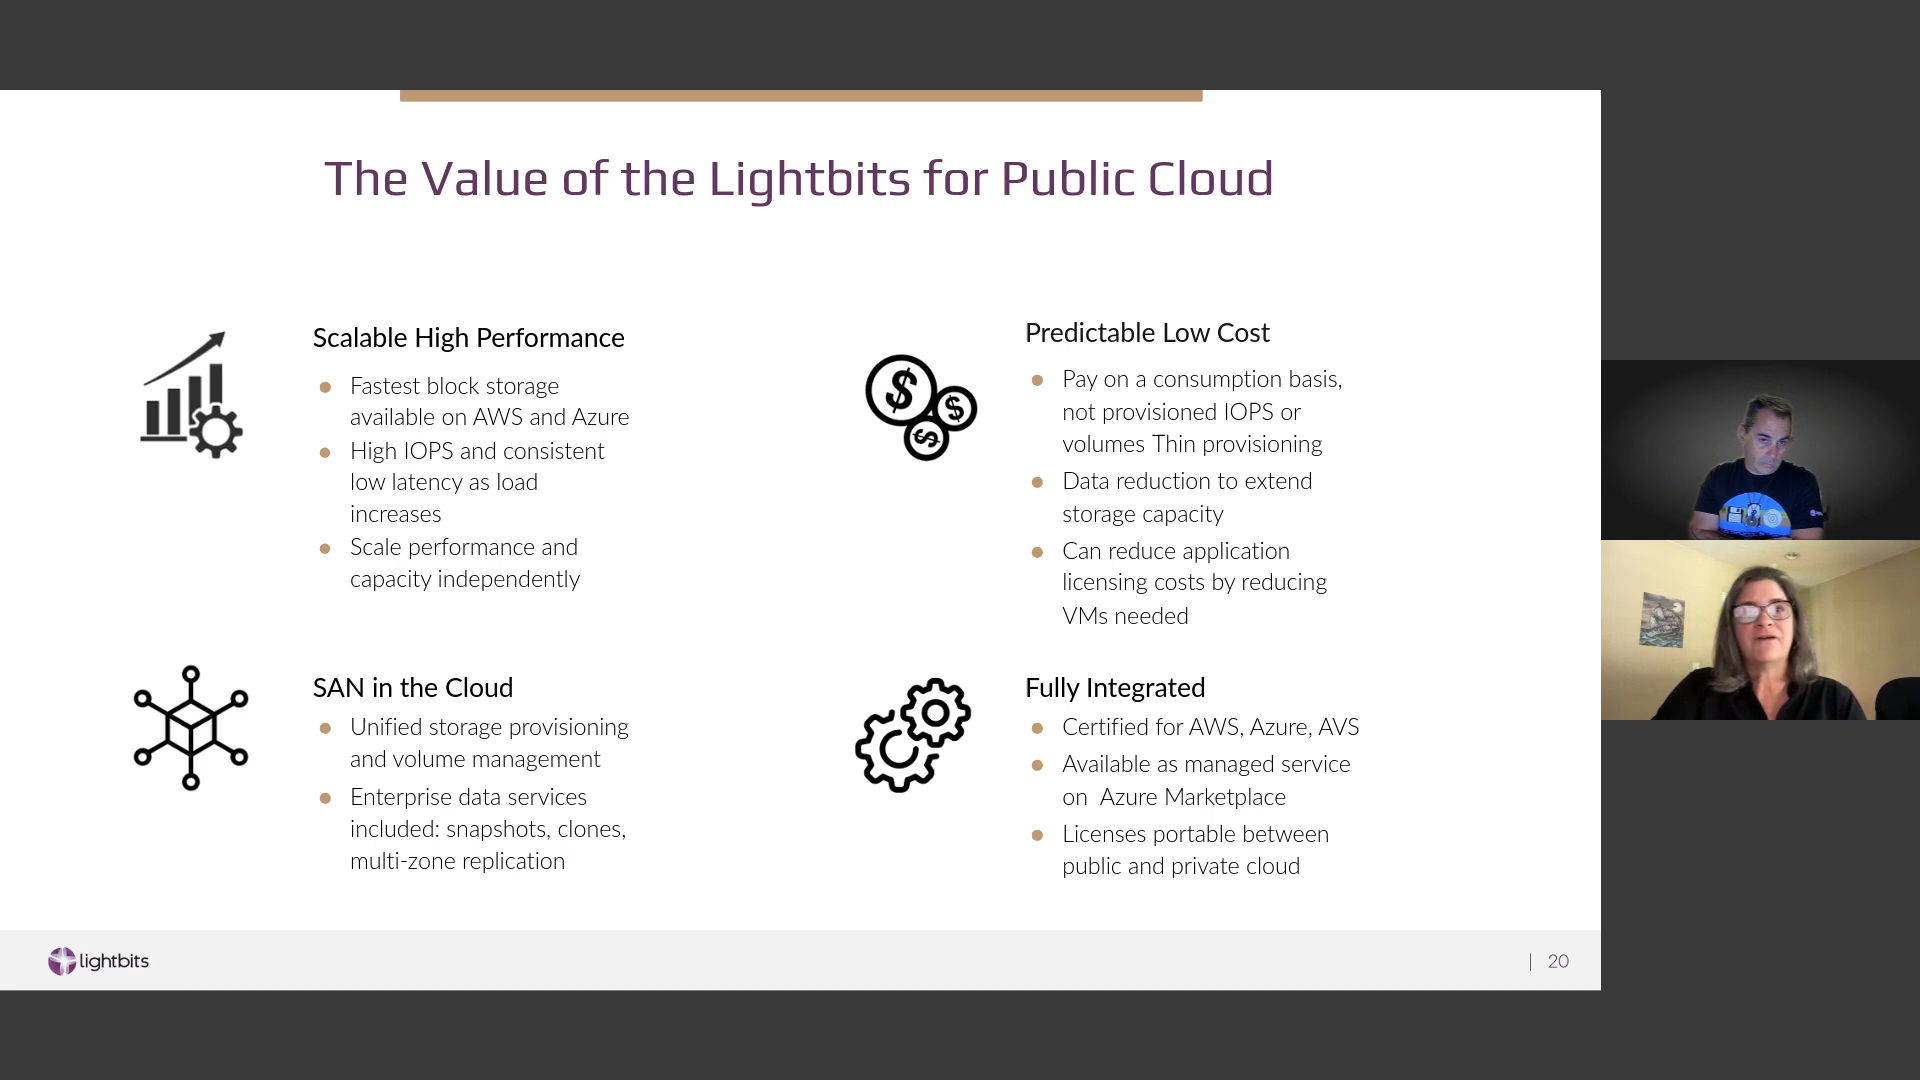 The Value of the Lightbits for Public Cloud
Scalable High Performance
Fastest block storage
available on AWS and Azure
High IOPS and consistent
low latency as load
increases
Scale performance and
capacity independently
Predictable Low Cost
Pay on a consumption basis,
not provisioned IOPS or
volumes Thin provisioning
Data reduction to extend
storage capacity
Can reduce application
licensing costs by reducing
VMs needed
SAN in the Cloud
Unified storage provisioning
and volume management
Enterprise data services
included: snapshots, clones,
multi-zone replication
Fully Integrated
Certified for AWS, Azure, AVS
Available as managed service
on  Azure Marketplace
Licenses portable between
public and private cloud
lightbits
| 20